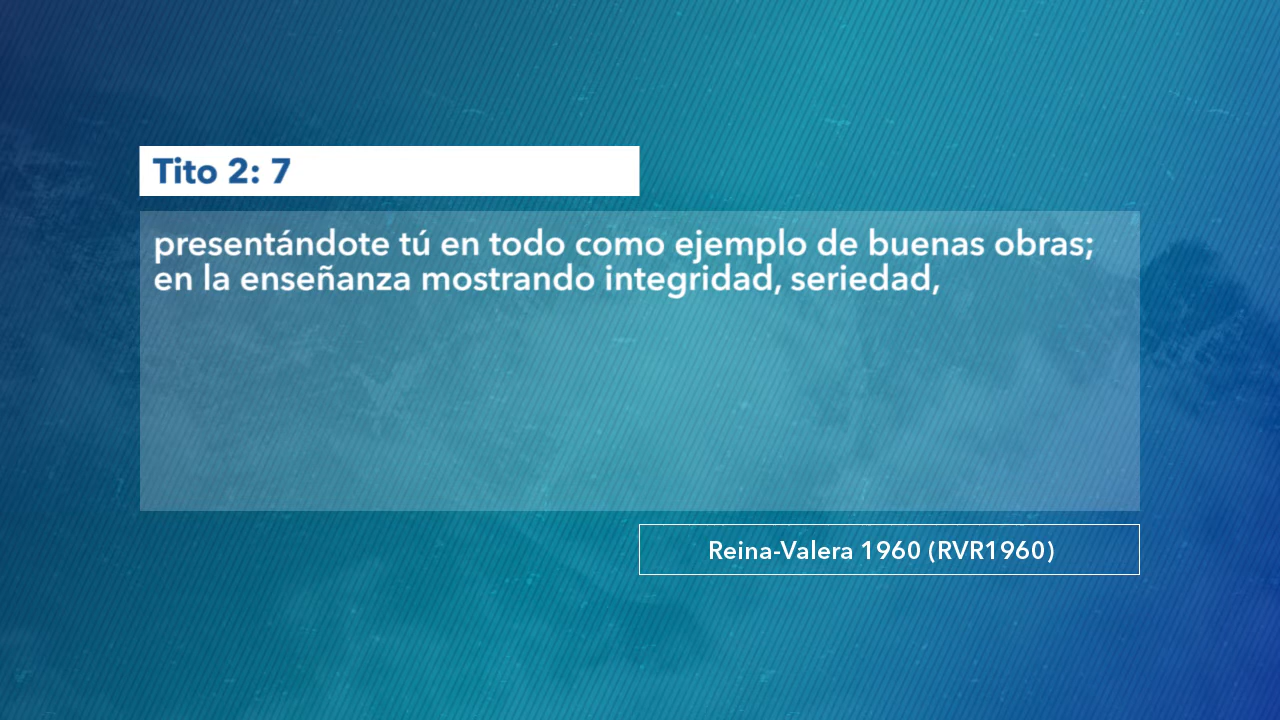 Tito 2: 7
presentándote tú en todo como ejemplo de buenas obras;
en la enseñanza mostrando integridad, seriedad,
Reina-Valera 1960 (RVR1960)